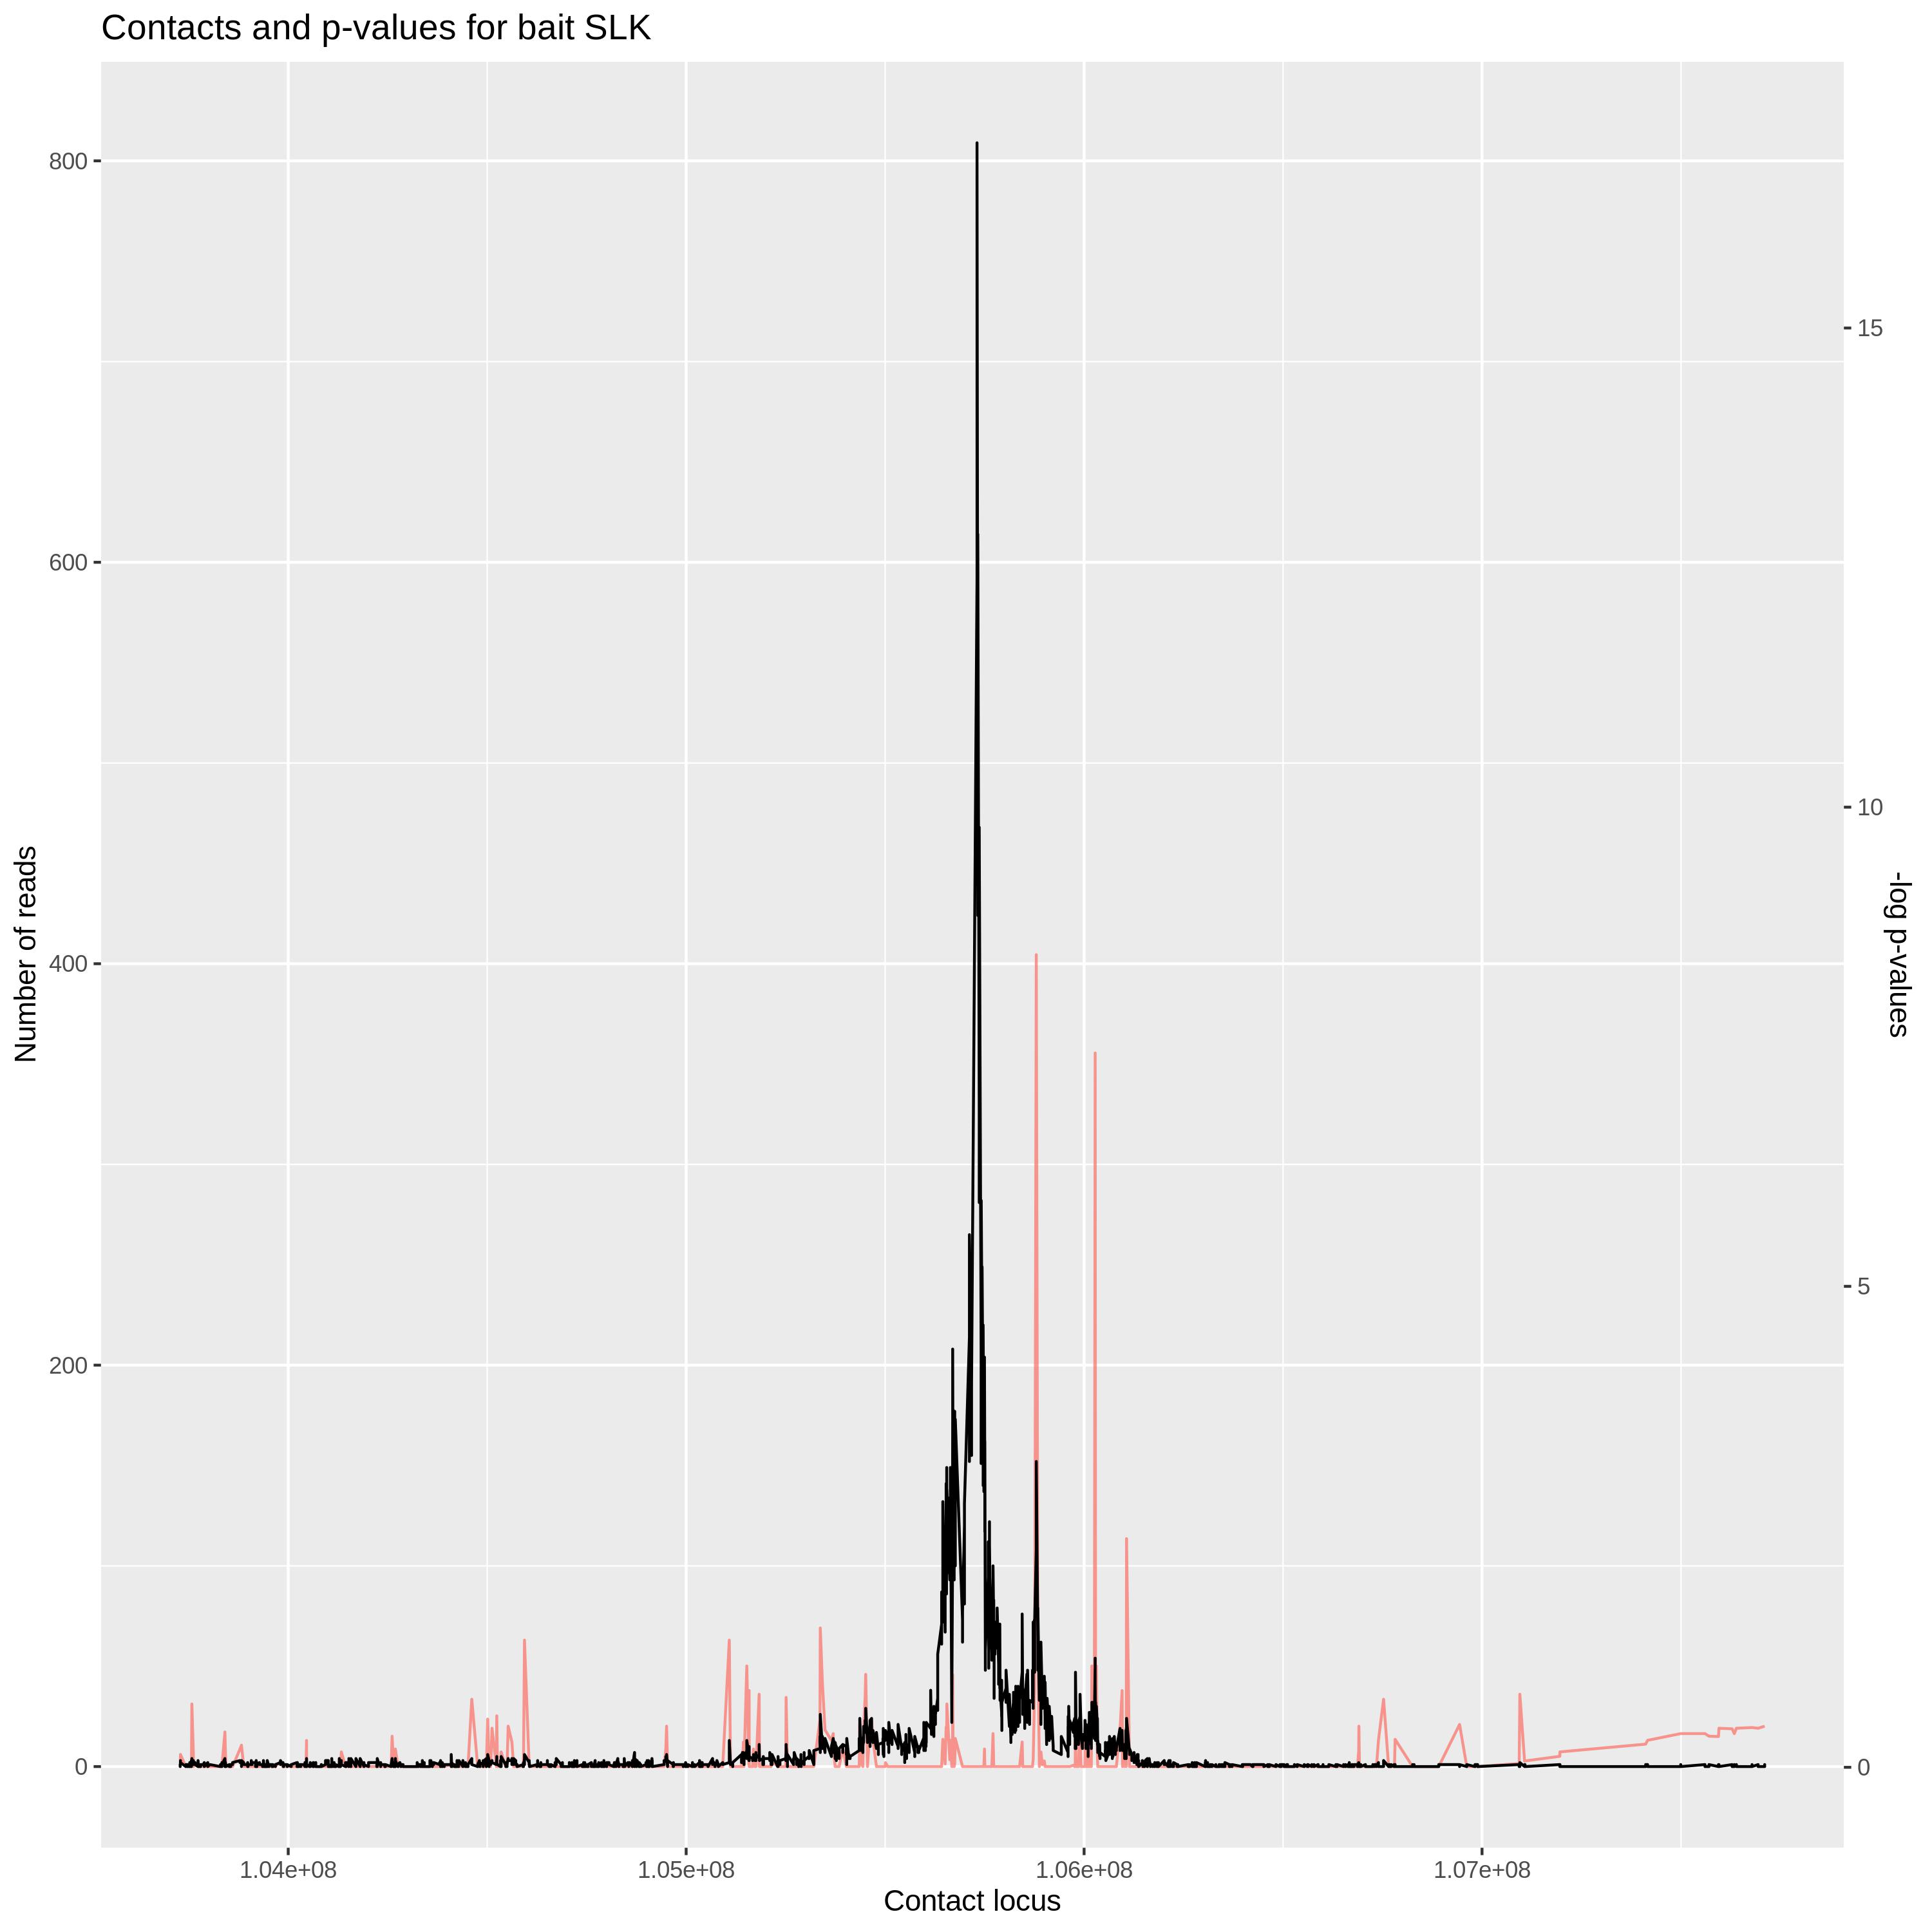 Contacts and p-values for bait SLK
800
600
400
200
0
Number of reads
15
10
5
0
-log p-values
1.04e+08
1.05e+08
1.06e+08
1.07e+08
Contact locus